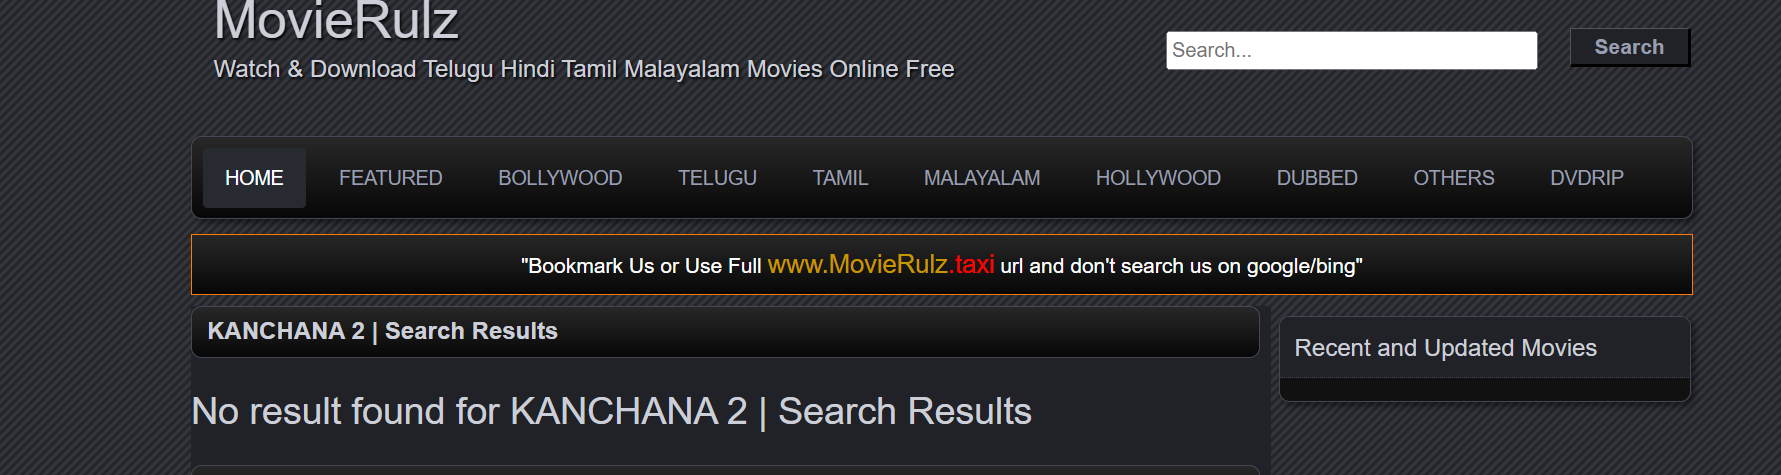 MovieRulz
Watch & Download Telugu Hindi Tamil Malayalam Movies Online Free
Search...
Search
HOME FEATURED BOLLYWOOD TELUGU TAMIL MALAYALAM HOLLYWOOD DUBBED OTHERS DVDRIP
"Bookmark Us or Use Full www.MovieRulz.taxi url and don't search us on google/bing"
KANCHANA 2 | Search Results
No result found for KANCHANA 2 | Search Results
Recent and Updated Movies